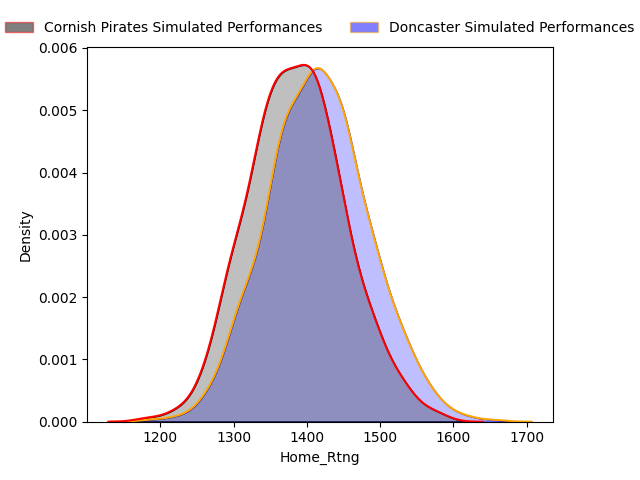 Cornish Pirates Simulated Performances Doncaster Simulated Performances
0.006
0.005
0.004
0.003
0.002
0.001
0.000
Density
1200 1300 1400 1500 1600 1700
Home_Rtng